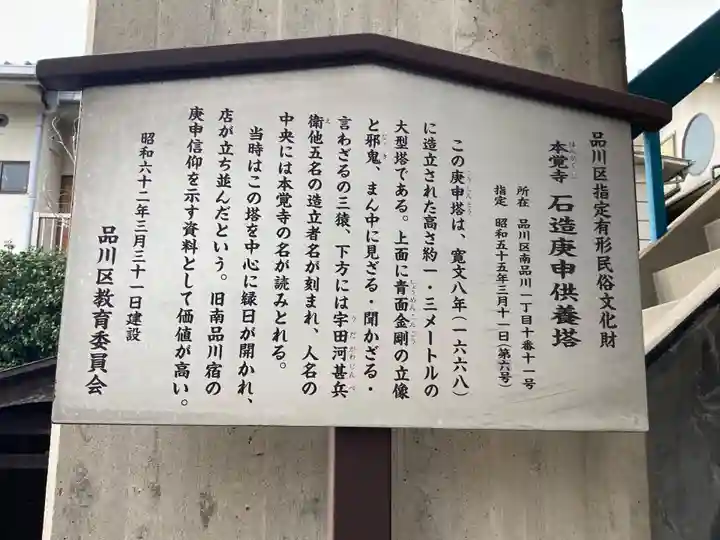 品川区指定有形民俗文化財
本覚寺 石造庚申供養塔
所在 品川区南品川一丁目十番十一号
指定 昭和五十五年三月十一日(第六号)
この庚申塔は、寛文八年(一六六八)
に造立された高さ約一・三メートルの
大型塔である。上面に青面金剛の立像
と邪鬼、まん中に見ざる・聞かざる・
言わざるの三猿、下方には宇田河甚兵
衛他五名の造立者名が刻まれ、人名の
中央には本覚寺の名が読みとれる。
当時はこの塔を中心に縁日が開かれ、
店が立ち並んだという。旧南品川宿の
庚申信仰を示す資料として価値が高い。
昭和六十二年三月三十一日建設
品川区教育委員会